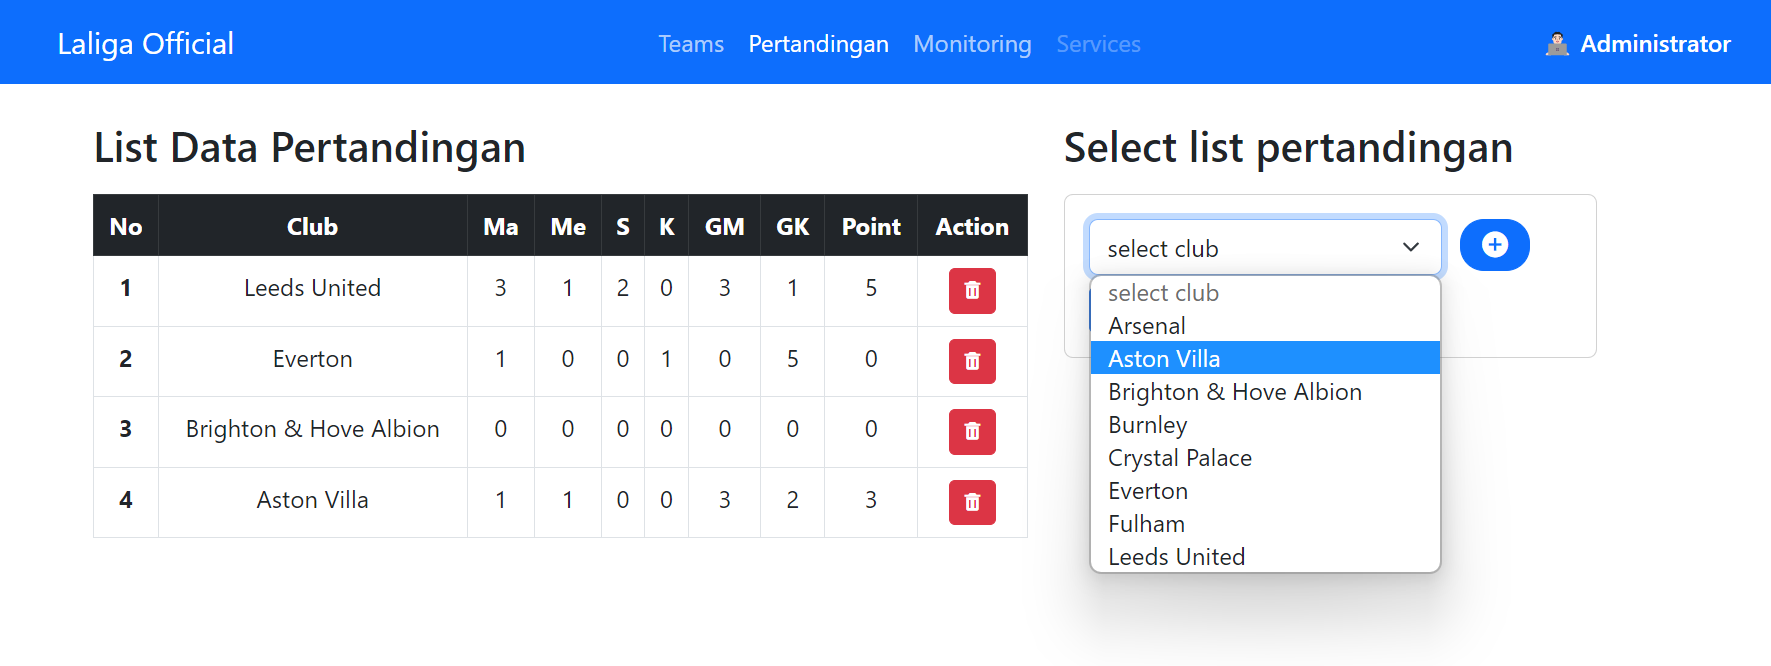 Laliga Official Teams Pertandingan Monitoring Services Administrator
List Data Pertandingan
No Club Ma Me S K GM GK Point Action
1 Leeds United 3 1 2 0 3 1 5
2 Everton 1 0 0 1 0 5 0
3 Brighton & Hove Albion 0 0 0 0 0 0 0
4 Aston Villa 1 1 0 0 3 2 3
Select list pertandingan
select club
select club
Arsenal
Aston Villa
Brighton & Hove Albion
Burnley
Crystal Palace
Everton
Fulham
Leeds United